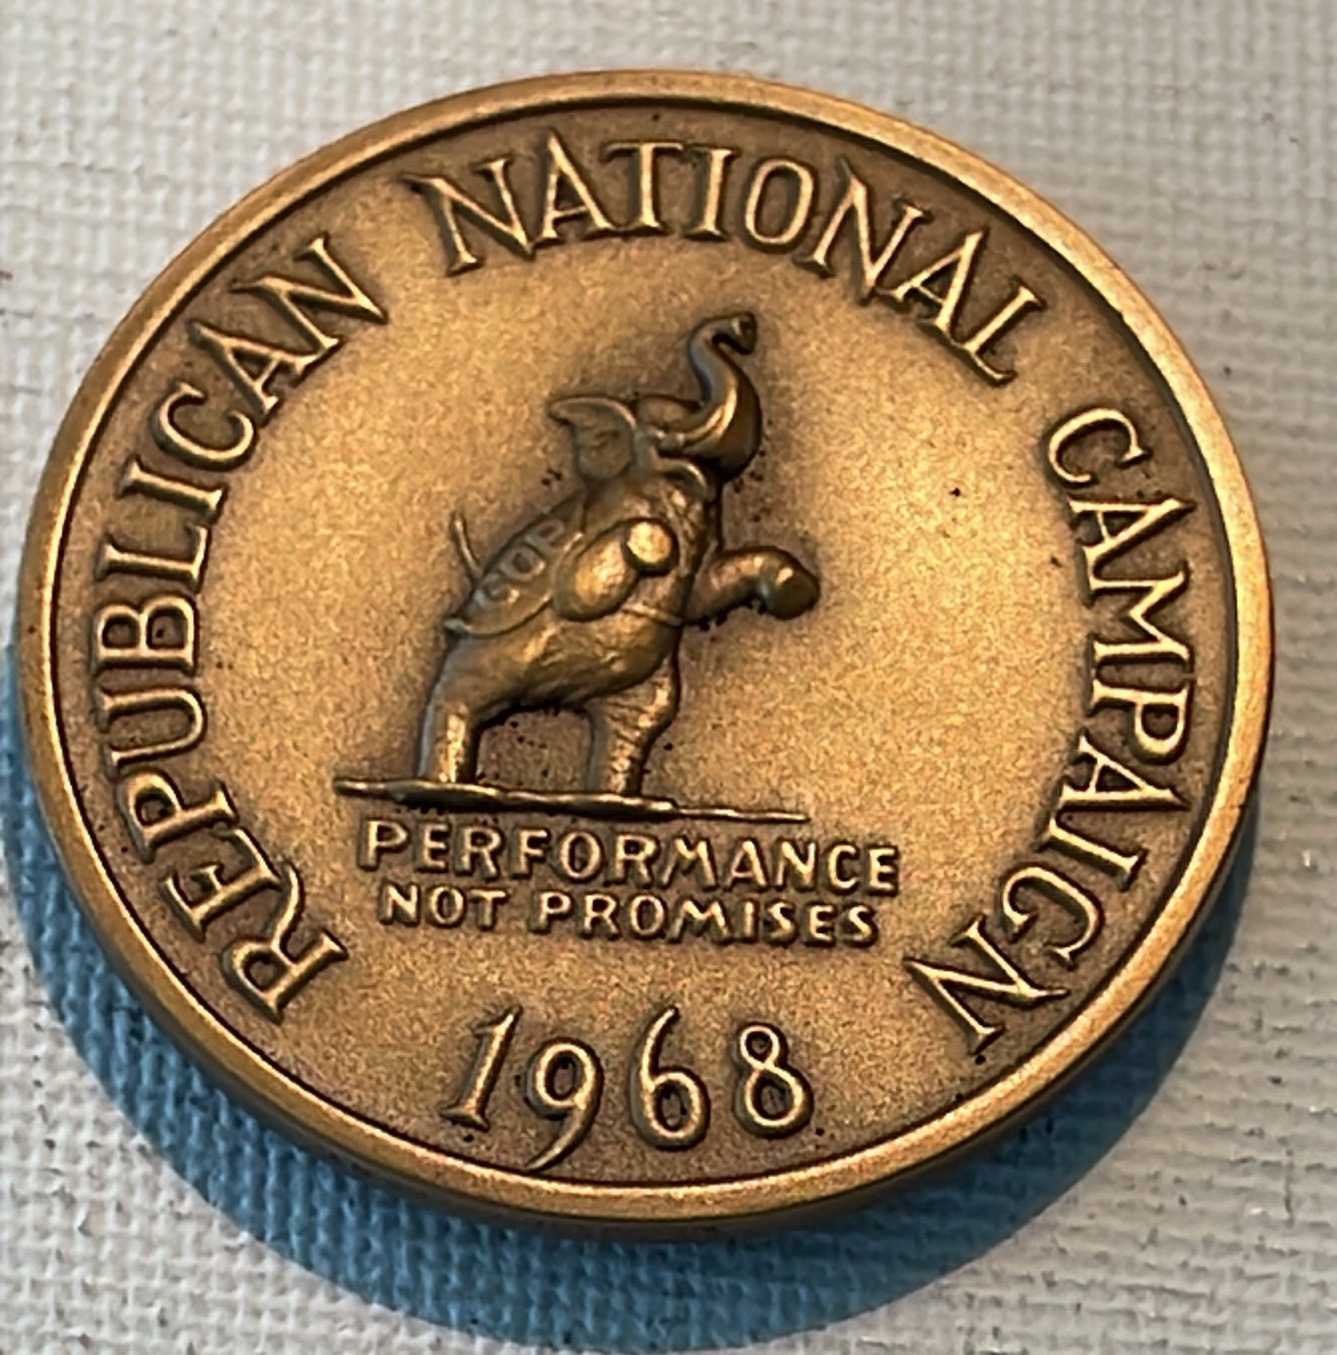 REPUBLICAN NATIONAL CAMPAIGN
GOP
PERFORMANCE
NOT PROMISES
1968